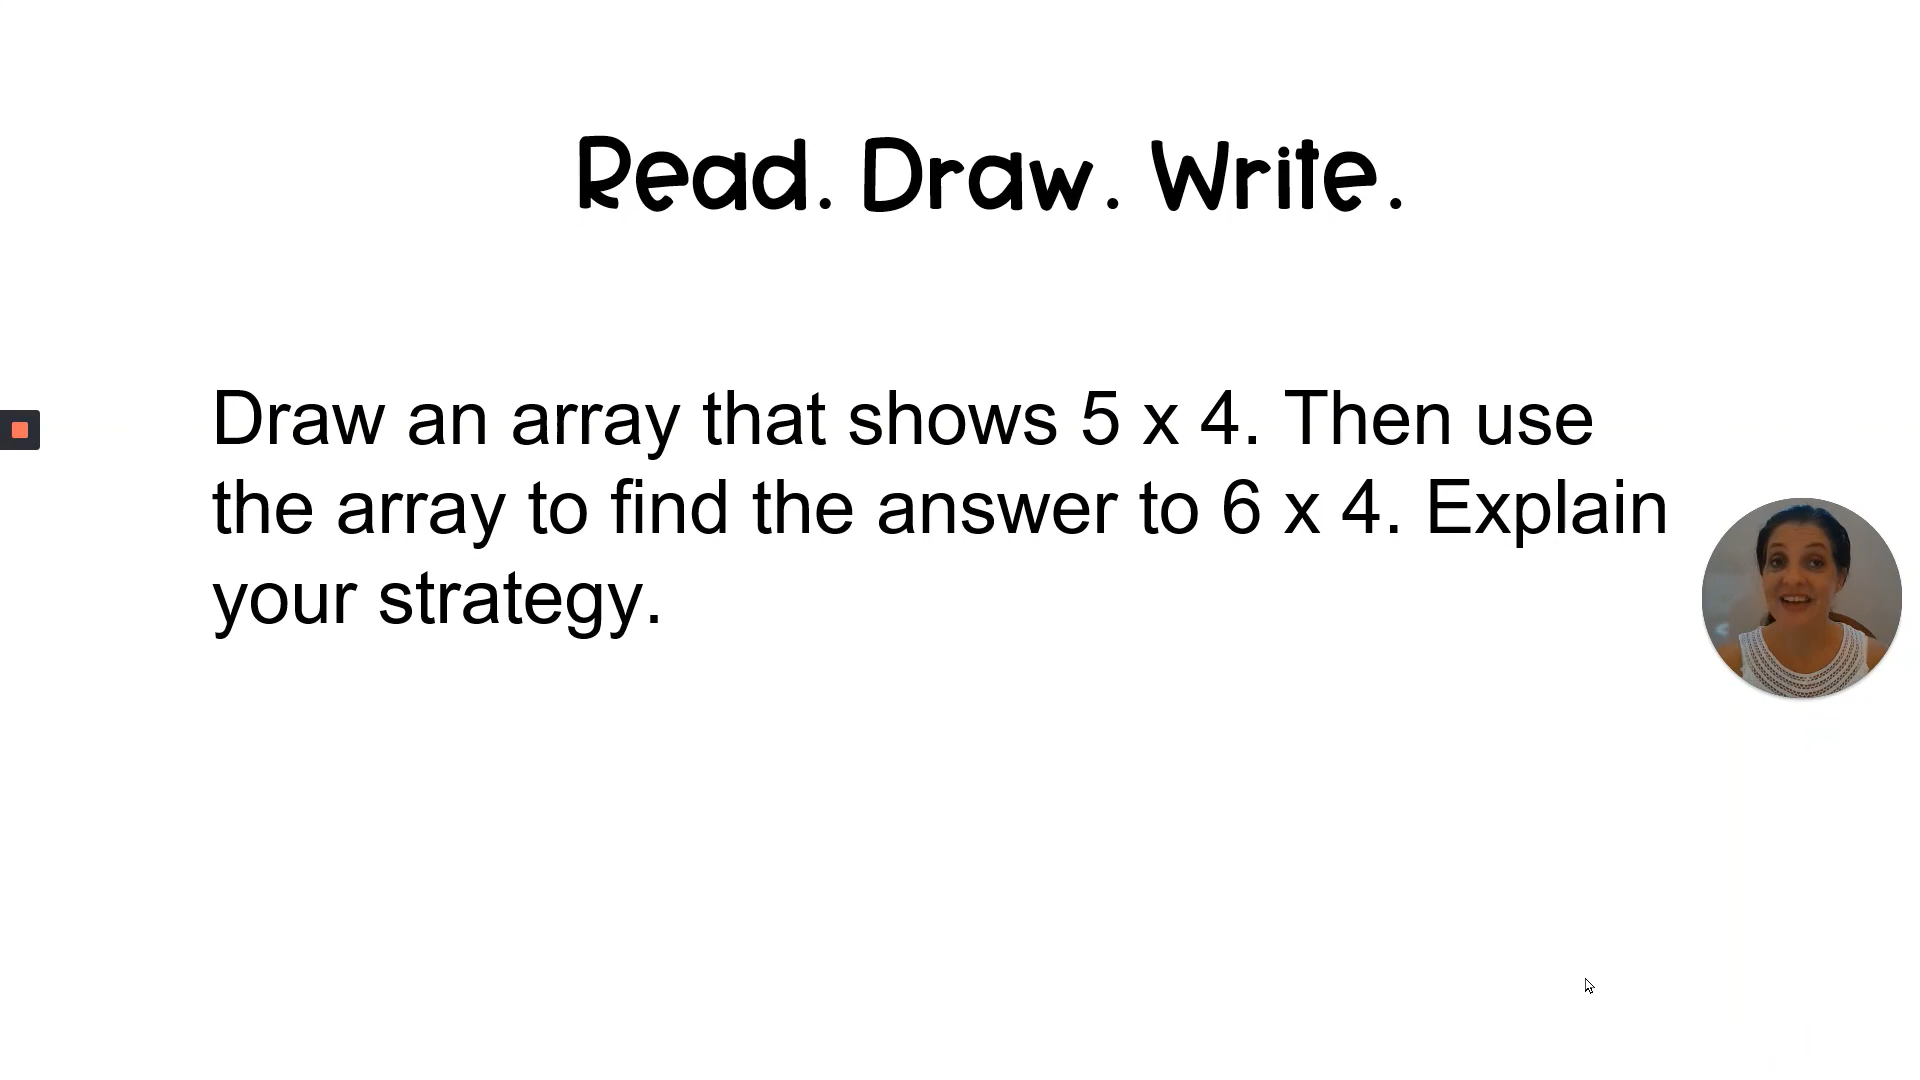 Read. Draw. Write.
Draw an array that shows 5 x 4. Then use
the array to find the answer to 6 x 4. Explain
your strategy.